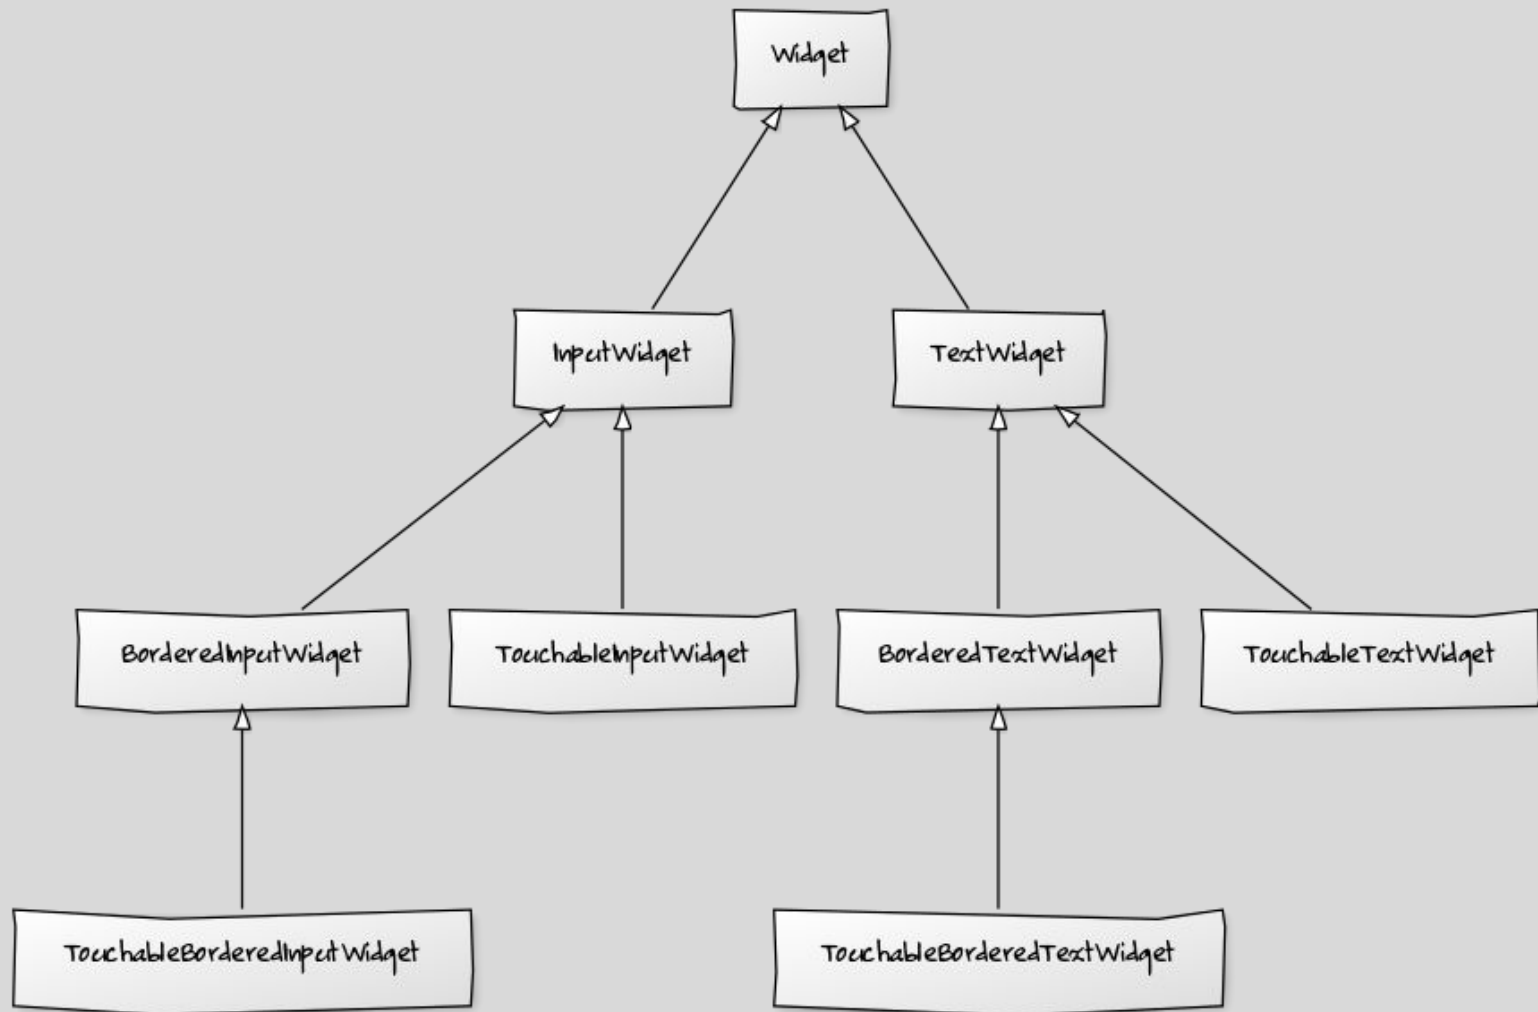 Widget
InputWidget
TextWidget
BorderedInputWidget
TouchableInputWidget
BorderedTextWidget
TouchableTextWidget
TouchableBorderedInputWidget
TouchableBorderedTextWidget